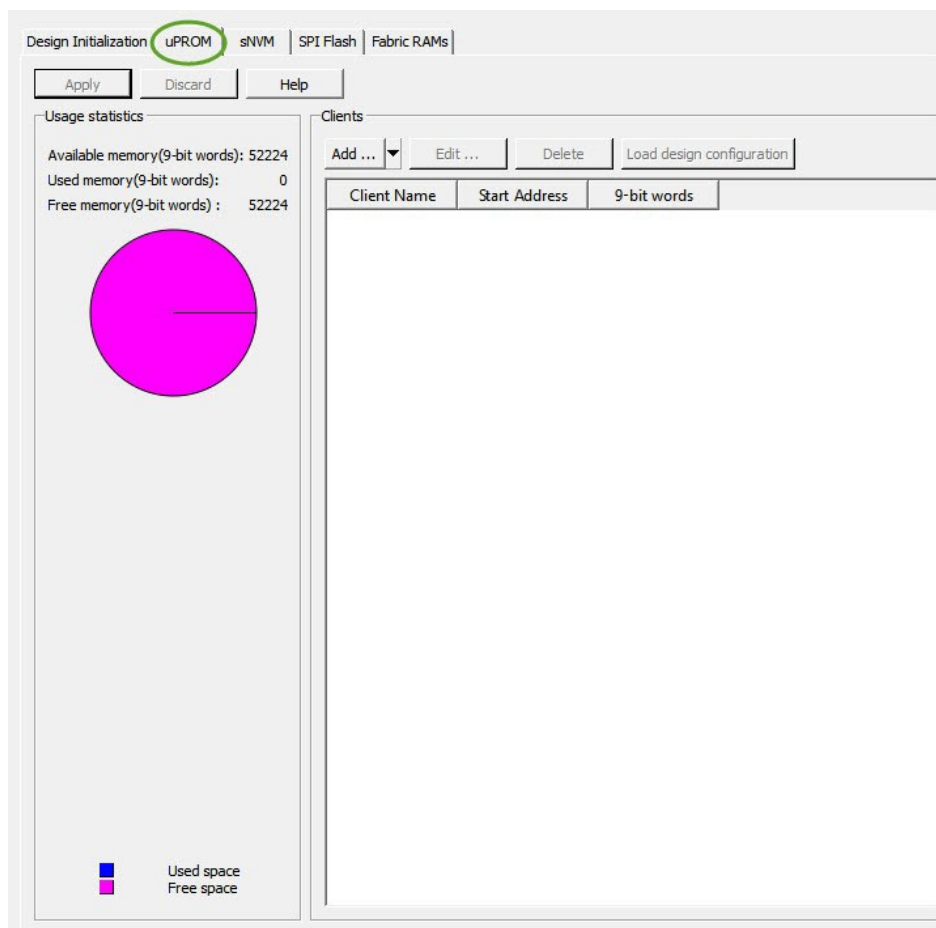 Design Initialization uPROM sNVM SPI Flash Fabric RAMs
Apply Discard Help
Usage statistics
Available memory(9-bit words): 52224
Used memory(9-bit words): 0
Free memory(9-bit words) : 52224
Used space
Free space
Clients
Add ... Edit ... Delete Load design configuration
Client Name Start Address 9-bit words